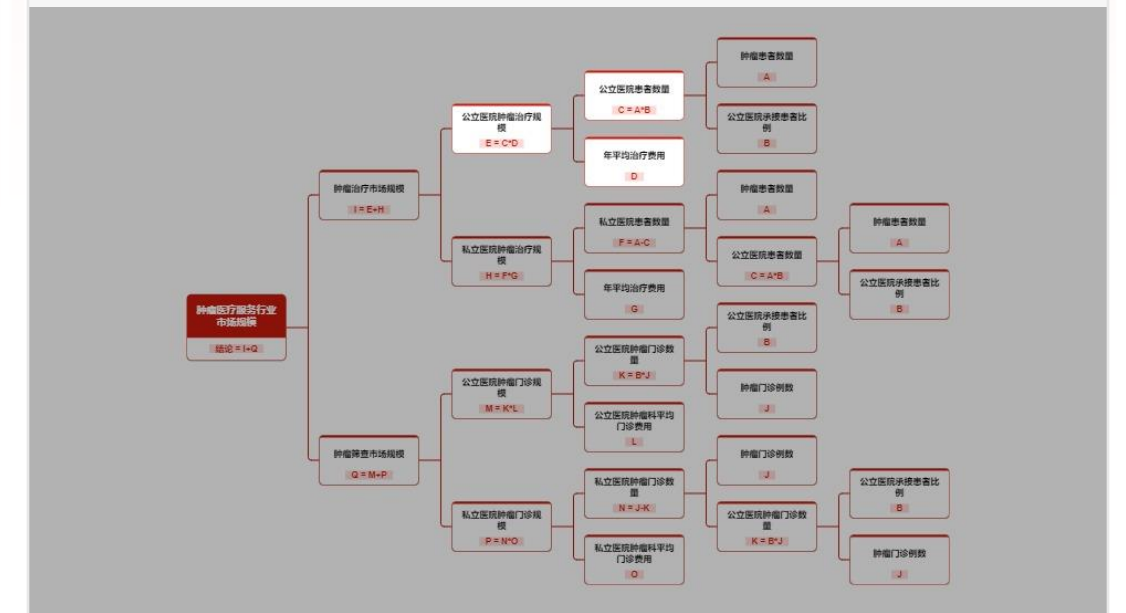 肿瘤患者数量
A
公立医院患者数量
C = A*B
公立医院承接患者比
例
B
公立医院肿瘤治疗规
模
E = C*D
年平均治疗费用
D
肿瘤治疗市场规模
I = E+H
肿瘤患者数量
A
私立医院患者数量
F = A-C
肿瘤患者数量
A
公立医院患者数量
C = A*B
公立医院承接患者比
例
B
私立医院肿瘤治疗规
模
H = F*G
年平均治疗费用
G
肿瘤医疗服务行业
市场规模
结论 = I+Q
公立医院承接患者比
例
B
公立医院肿瘤门诊数
量
K = B*J
肿瘤门诊例数
J
公立医院肿瘤门诊规
模
M = K*L
公立医院肿瘤科平均
门诊费用
L
肿瘤筛查市场规模
Q = M+P
肿瘤门诊例数
J
私立医院肿瘤门诊数
量
N = J-K
公立医院承接患者比
例
B
公立医院肿瘤门诊数
量
K = B*J
肿瘤门诊例数
J
私立医院肿瘤门诊规
模
P = N*O
私立医院肿瘤科平均
门诊费用
O